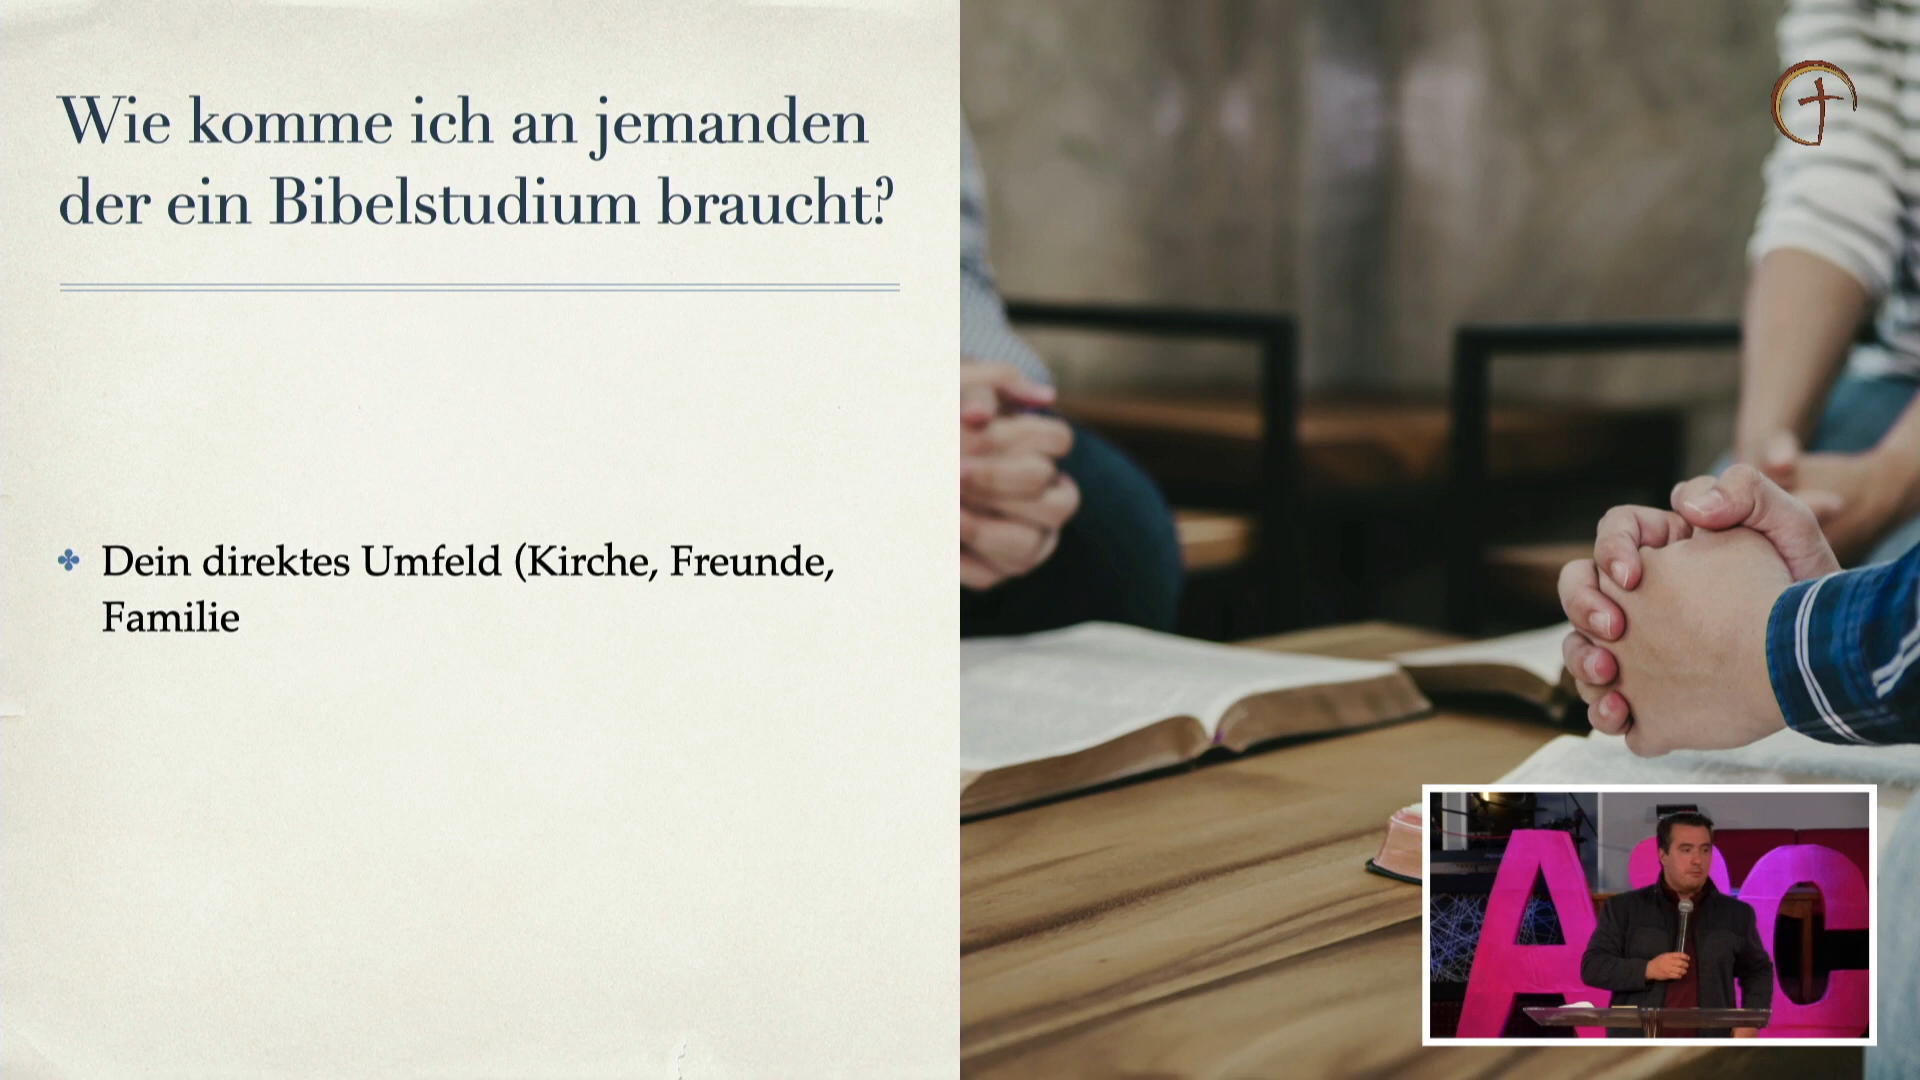 Wie komme ich an jemanden
der ein Bibelstudium braucht?
Dein direktes Umfeld (Kirche, Freunde,
Familie